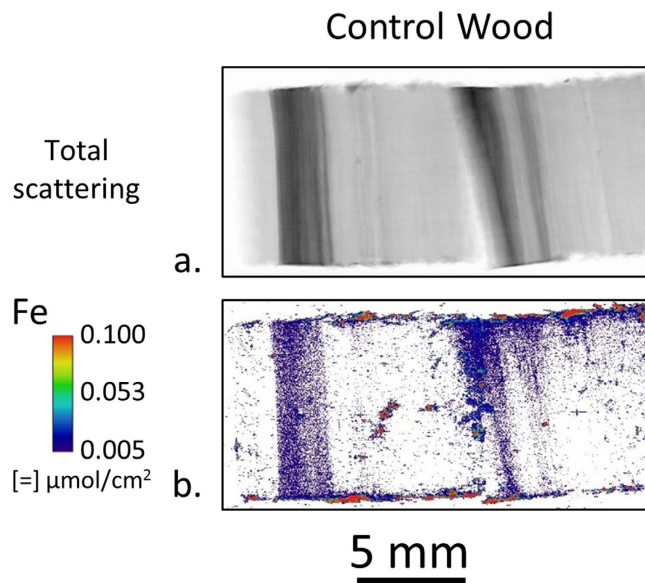 Control Wood
Total
scattering
a.
Fe
0.100
0.053
0.005
[=] μmol/cm²
b.
5 mm